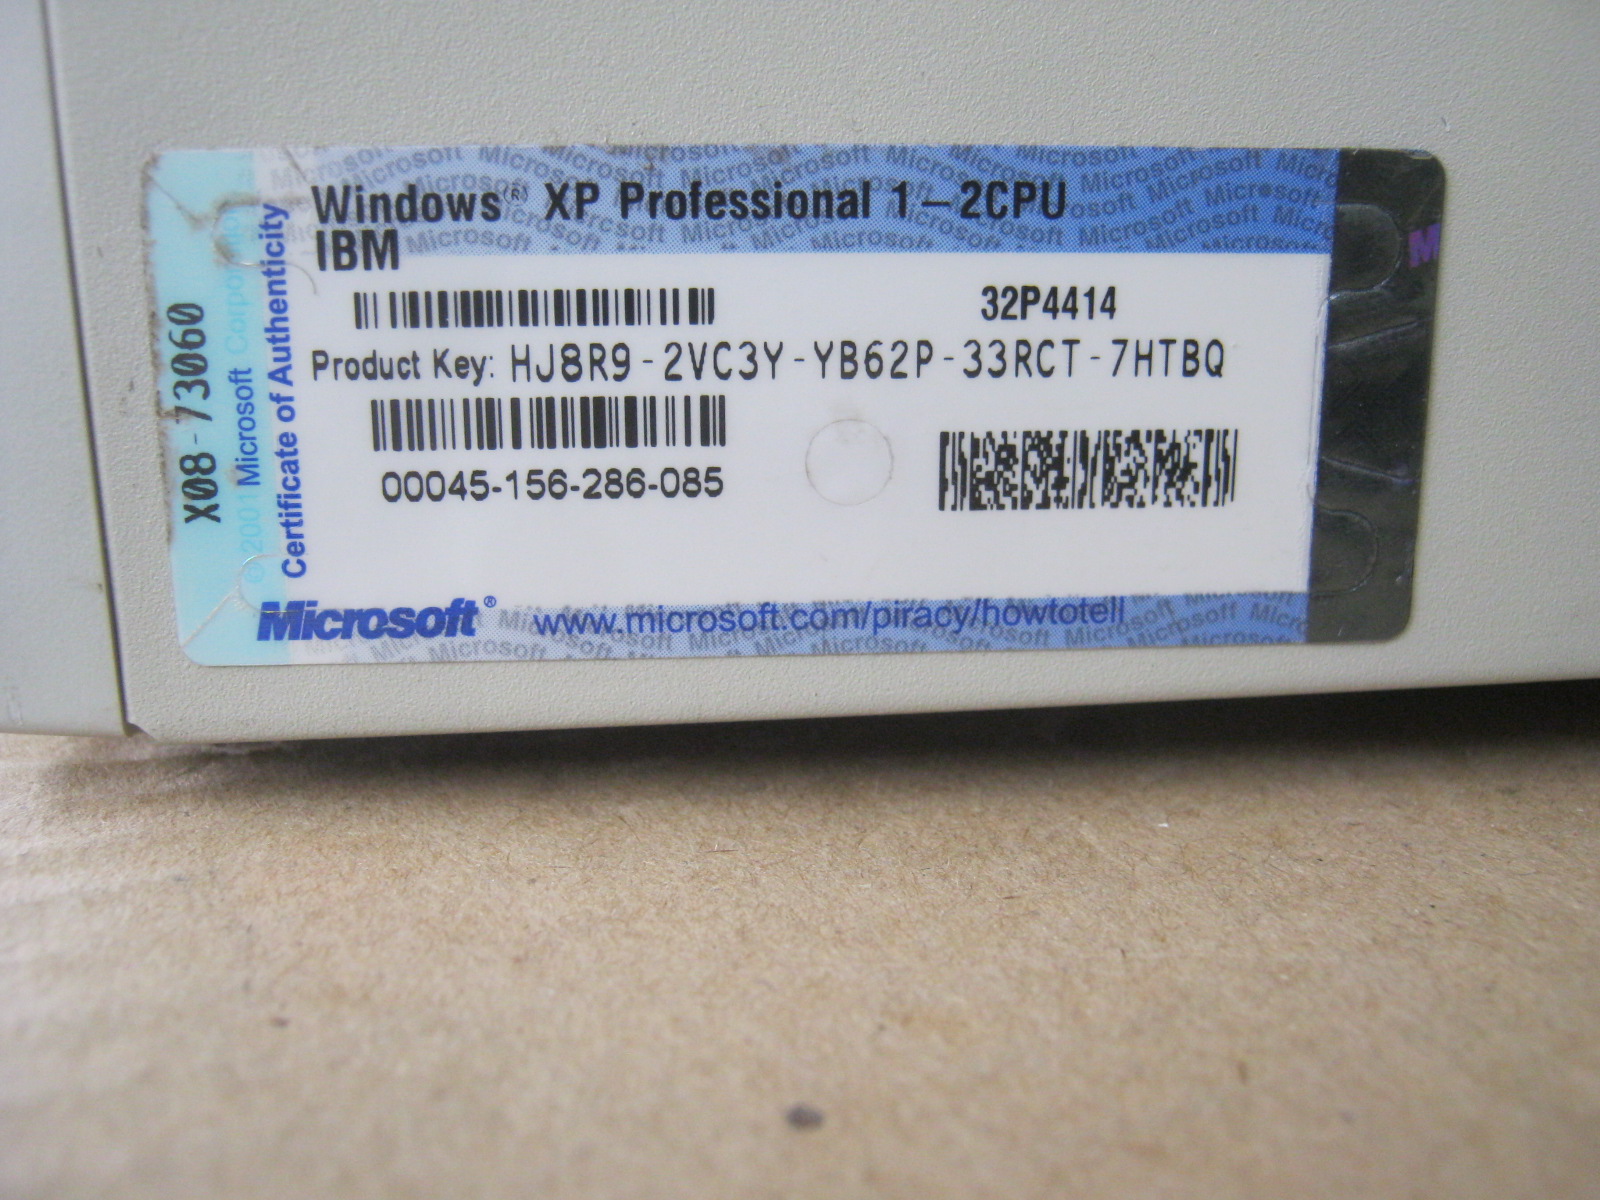 Windows® XP Professional 1-2CPU
IBM
32P4414
Product Key: HJ8R9-2VC3Y-YB62P-33RCT-7HTBQ
00045-156-286-085
Microsoft® www.microsoft.com/piracy/howtotell
X08-73060
©2001 Microsoft Corporation
Certificate of Authenticity